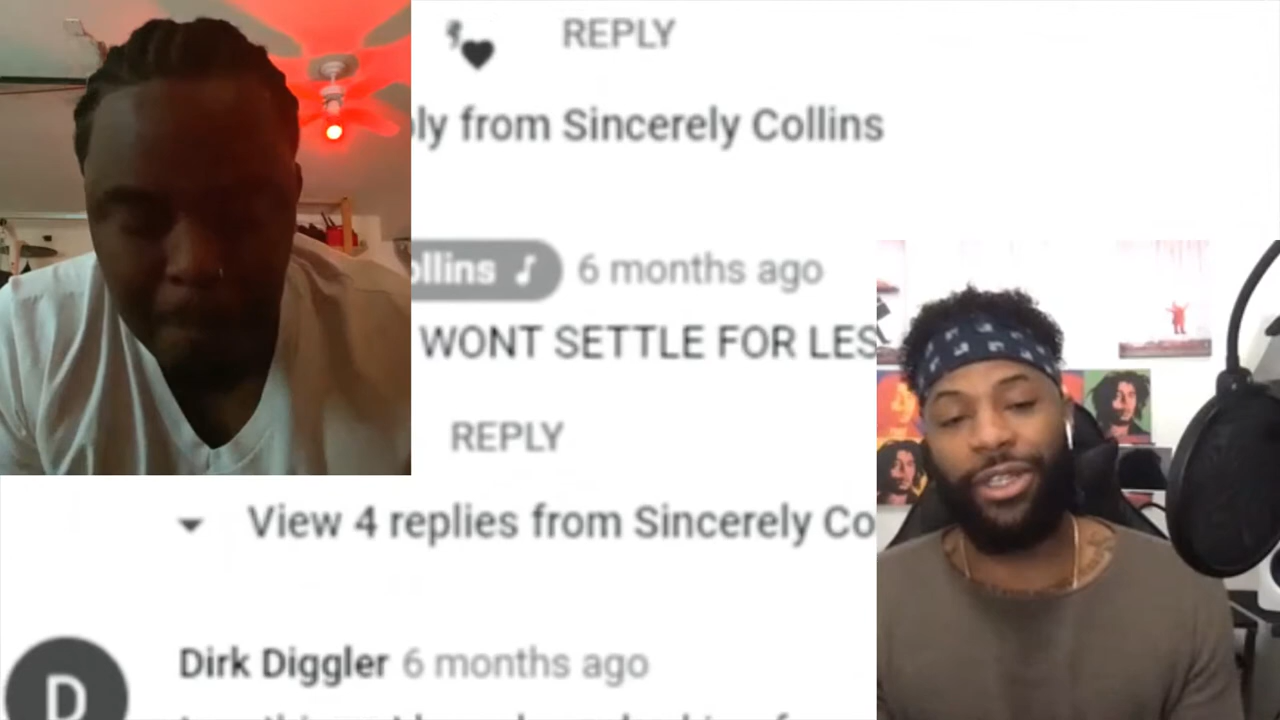 REPLY
ly from Sincerely Collins
ollins 6 months ago
WONT SETTLE FOR LES
REPLY
View 4 replies from Sincerely Co
D
Dirk Diggler 6 months ago